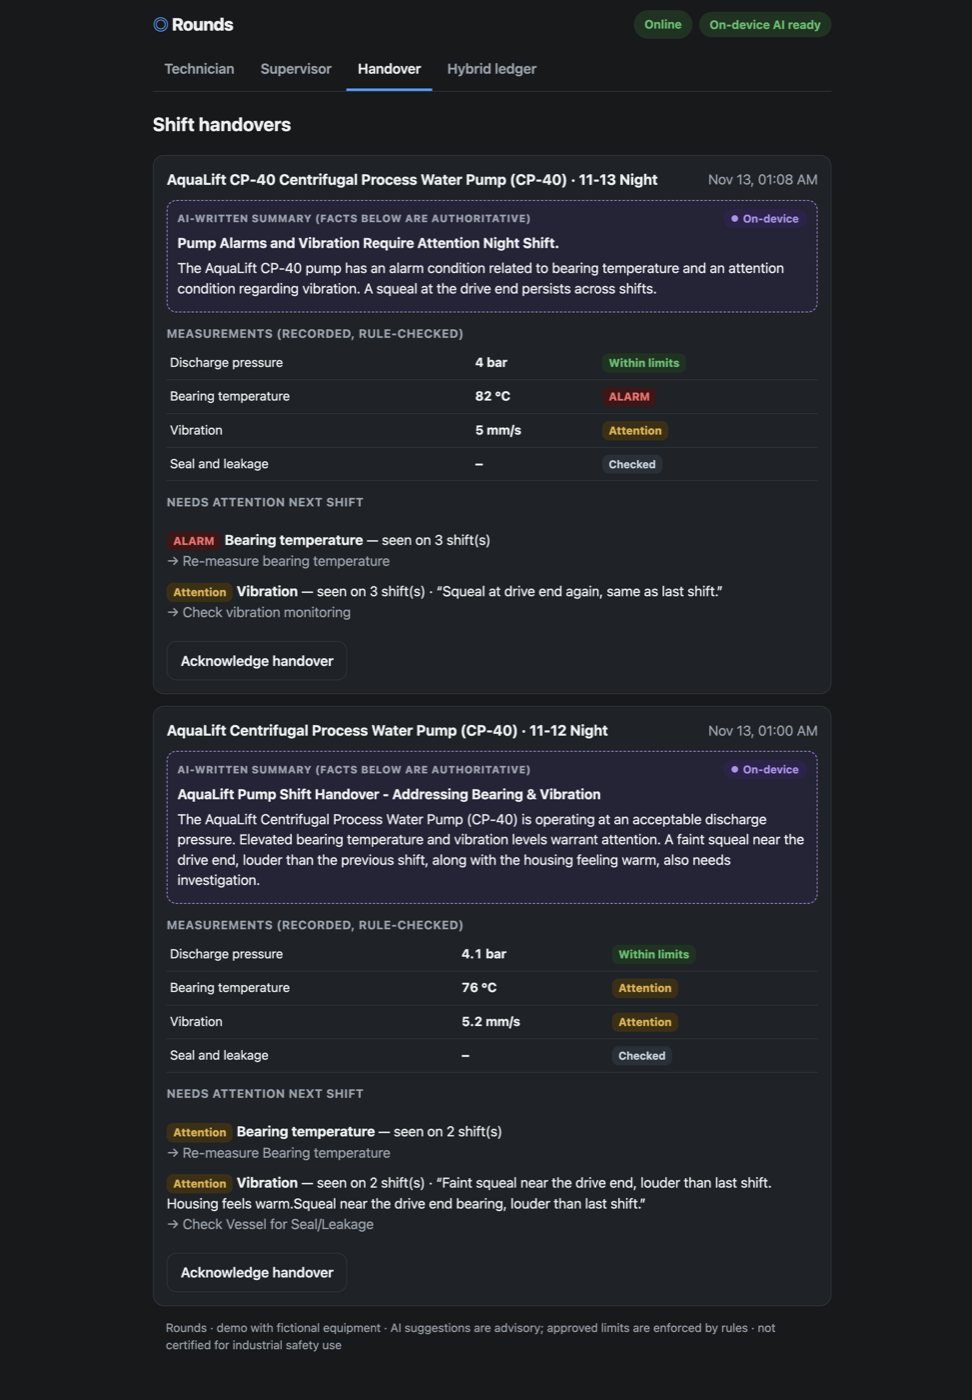 Rounds
Online
On-device AI ready
Technician
Supervisor
Handover
Hybrid ledger
Shift handovers
AquaLift CP-40 Centrifugal Process Water Pump (CP-40) · 11-13 Night
Nov 13, 01:08 AM
AI-WRITTEN SUMMARY (FACTS BELOW ARE AUTHORITATIVE)
On-device
Pump Alarms and Vibration Require Attention Night Shift.
The AquaLift CP-40 pump has an alarm condition related to bearing temperature and an attention
condition regarding vibration. A squeal at the drive end persists across shifts.
MEASUREMENTS (RECORDED, RULE-CHECKED)
Discharge pressure 4 bar Within limits
Bearing temperature 82 °C ALARM
Vibration 5 mm/s Attention
Seal and leakage – Checked
NEEDS ATTENTION NEXT SHIFT
ALARM Bearing temperature — seen on 3 shift(s)
→ Re-measure bearing temperature
Attention Vibration — seen on 3 shift(s) · “Squeal at drive end again, same as last shift.”
→ Check vibration monitoring
Acknowledge handover
AquaLift Centrifugal Process Water Pump (CP-40) · 11-12 Night
Nov 13, 01:00 AM
AI-WRITTEN SUMMARY (FACTS BELOW ARE AUTHORITATIVE)
On-device
AquaLift Pump Shift Handover - Addressing Bearing & Vibration
The AquaLift Centrifugal Process Water Pump (CP-40) is operating at an acceptable discharge
pressure. Elevated bearing temperature and vibration levels warrant attention. A faint squeal near the
drive end, louder than the previous shift, along with the housing feeling warm, also needs
investigation.
MEASUREMENTS (RECORDED, RULE-CHECKED)
Discharge pressure 4.1 bar Within limits
Bearing temperature 76 °C Attention
Vibration 5.2 mm/s Attention
Seal and leakage – Checked
NEEDS ATTENTION NEXT SHIFT
Attention Bearing temperature — seen on 2 shift(s)
→ Re-measure Bearing temperature
Attention Vibration — seen on 2 shift(s) · “Faint squeal near the drive end, louder than last shift.
Housing feels warm.Squeal near the drive end bearing, louder than last shift.”
→ Check Vessel for Seal/Leakage
Acknowledge handover
Rounds · demo with fictional equipment · AI suggestions are advisory; approved limits are enforced by rules · not
certified for industrial safety use